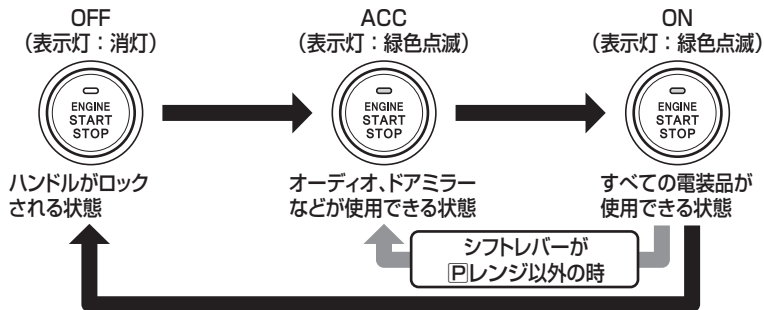 OFF
（表示灯：消灯）
ENGINE
START
STOP
ハンドルがロック
される状態
ACC
（表示灯：緑色点滅）
ENGINE
START
STOP
オーディオ、ドアミラー
などが使用できる状態
ON
（表示灯：緑色点滅）
ENGINE
START
STOP
すべての電装品が
使用できる状態
シフトレバーが
Pレンジ以外の時